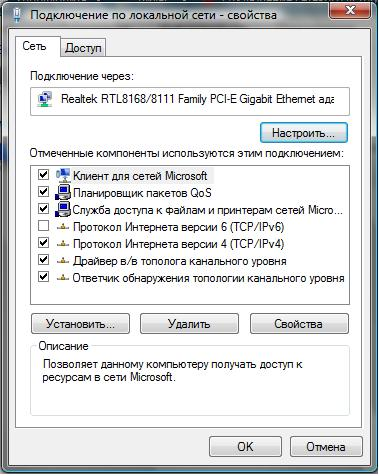 Подключение по локальной сети - свойства
Сеть
Доступ
Подключение через:
Realtek RTL8168/8111 Family PCI-E Gigabit Ethernet ада
Настроить...
Отмеченные компоненты используются этим подключением:
Клиент для сетей Microsoft
Планировщик пакетов QoS
Служба доступа к файлам и принтерам сетей Micro...
Протокол Интернета версии 6 (TCP/IPv6)
Протокол Интернета версии 4 (TCP/IPv4)
Драйвер в/в тополога канального уровня
Ответчик обнаружения топологии канального уровня
Установить...
Удалить
Свойства
Описание
Позволяет данному компьютеру получать доступ к
ресурсам в сети Microsoft.
OK
Отмена